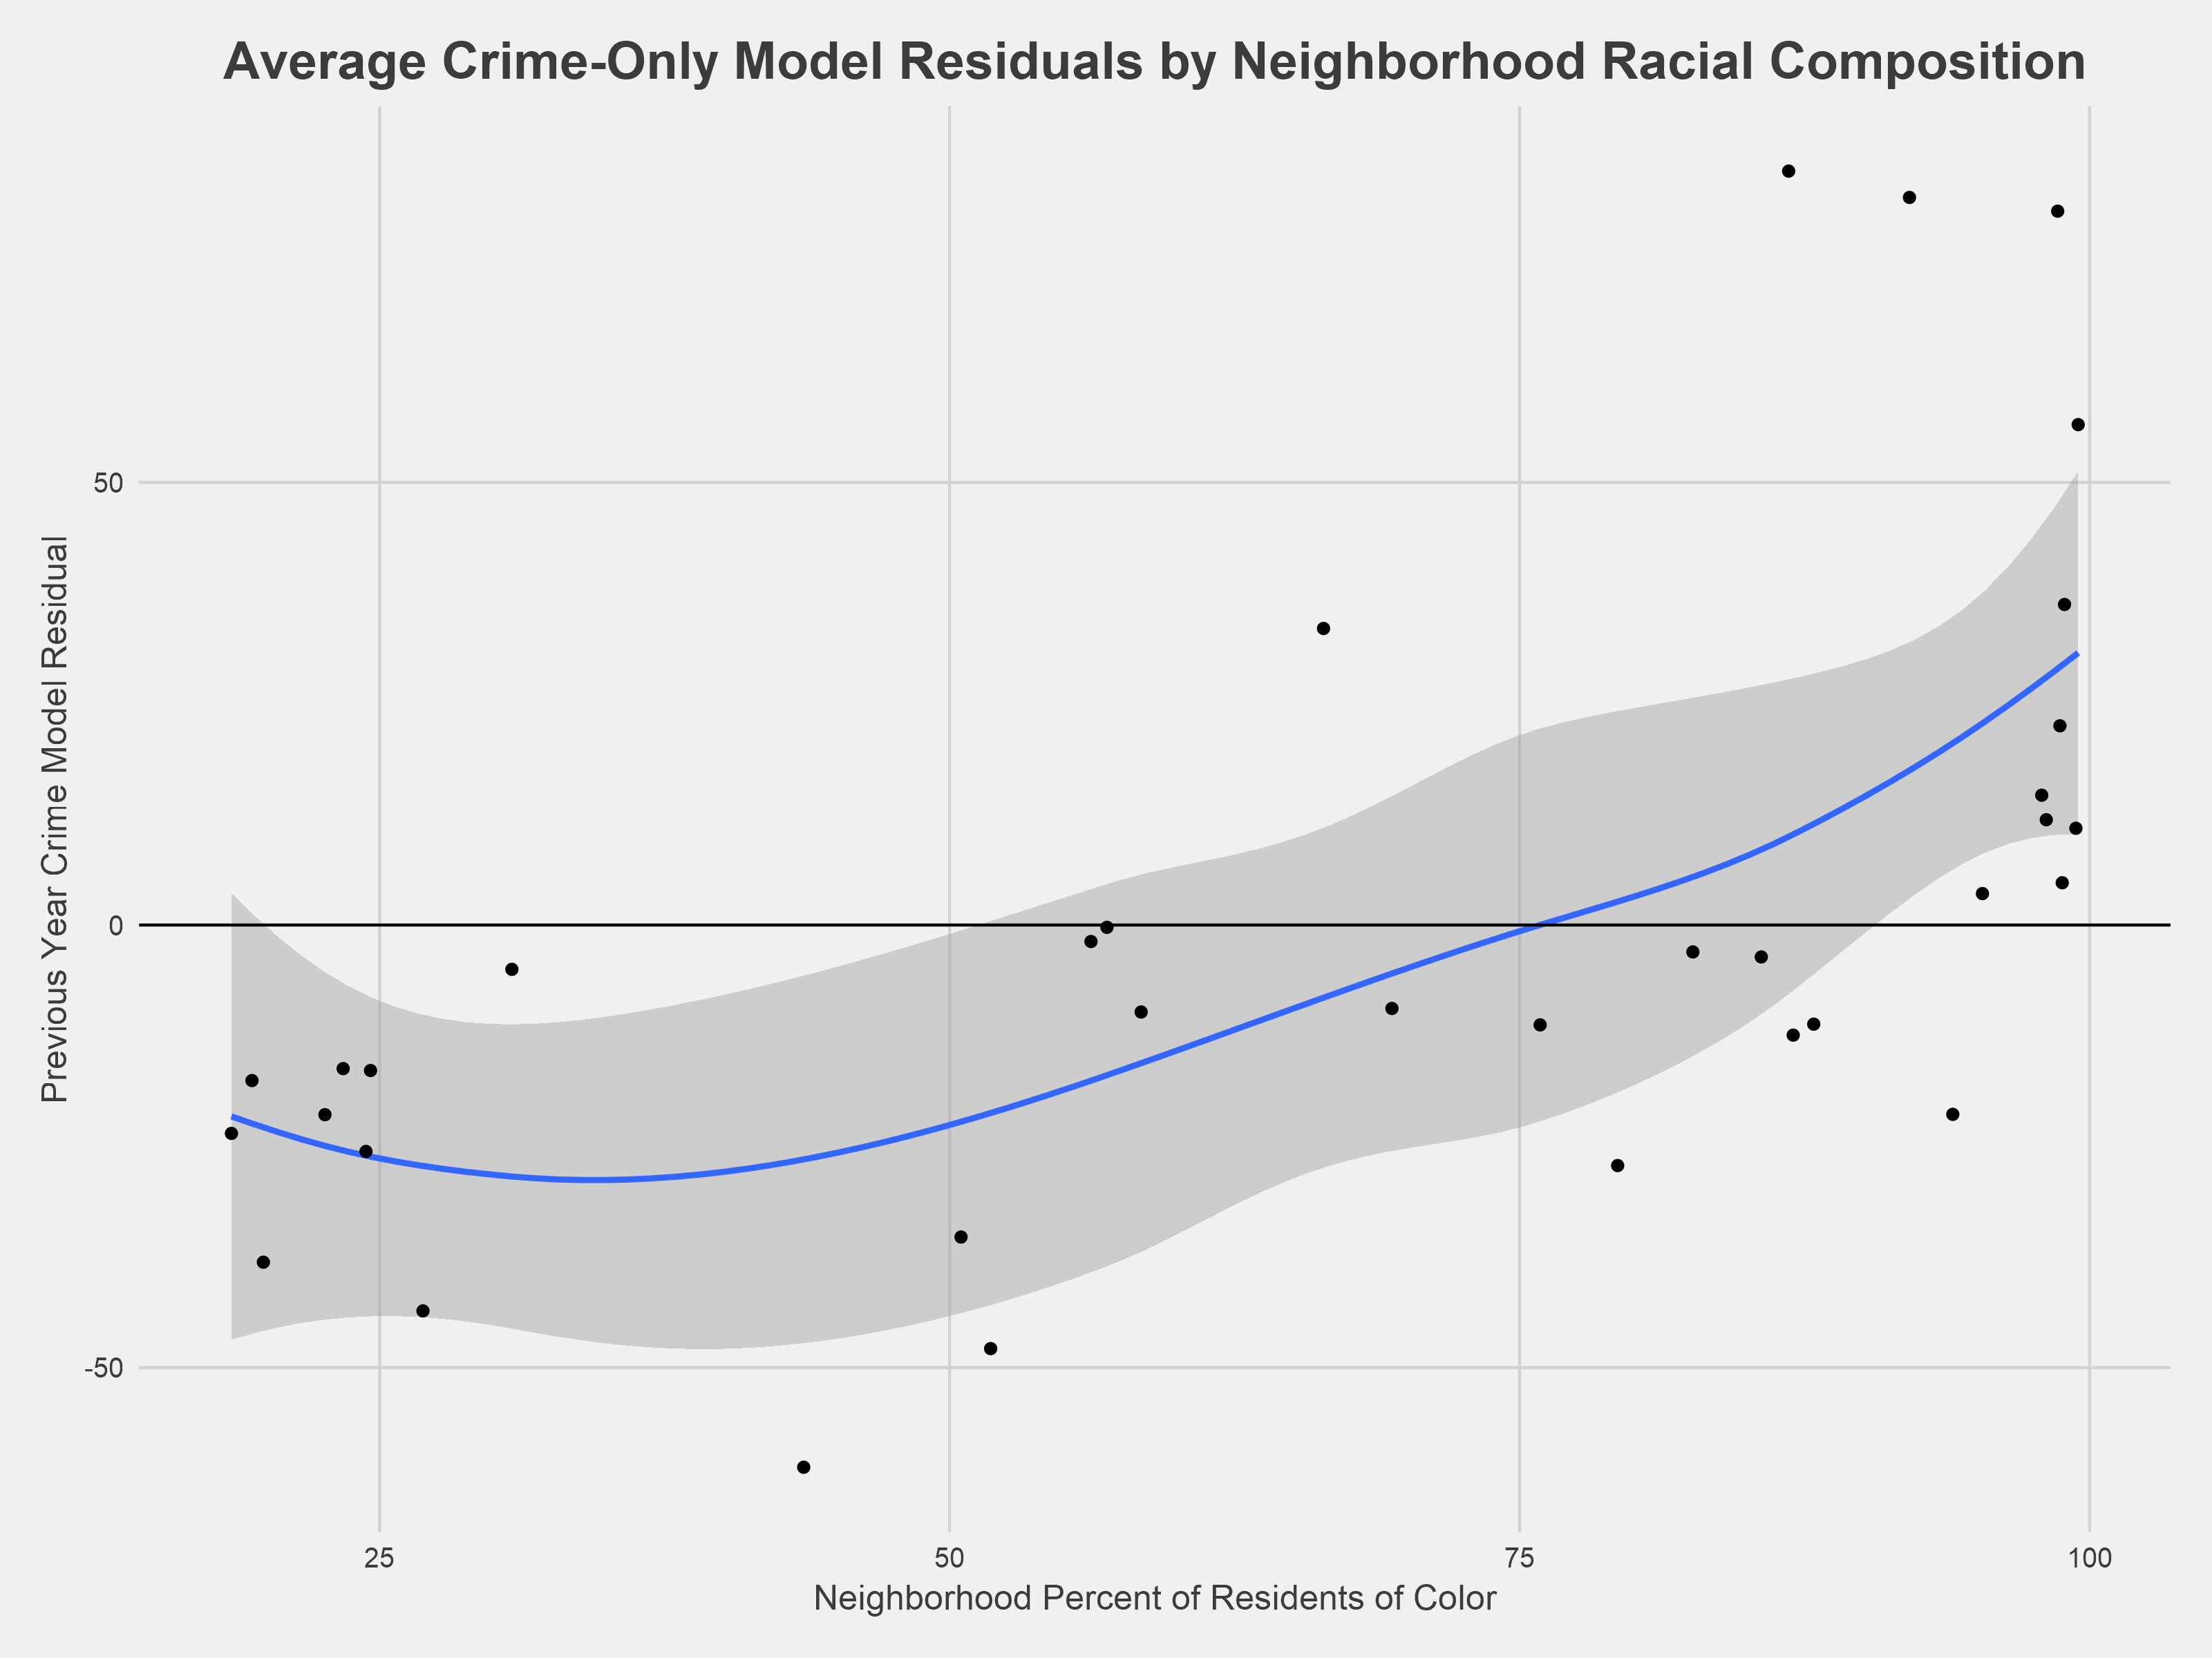 Average Crime-Only Model Residuals by Neighborhood Racial Composition
Previous Year Crime Model Residual
50
0
-50
25 50 75 100
Neighborhood Percent of Residents of Color